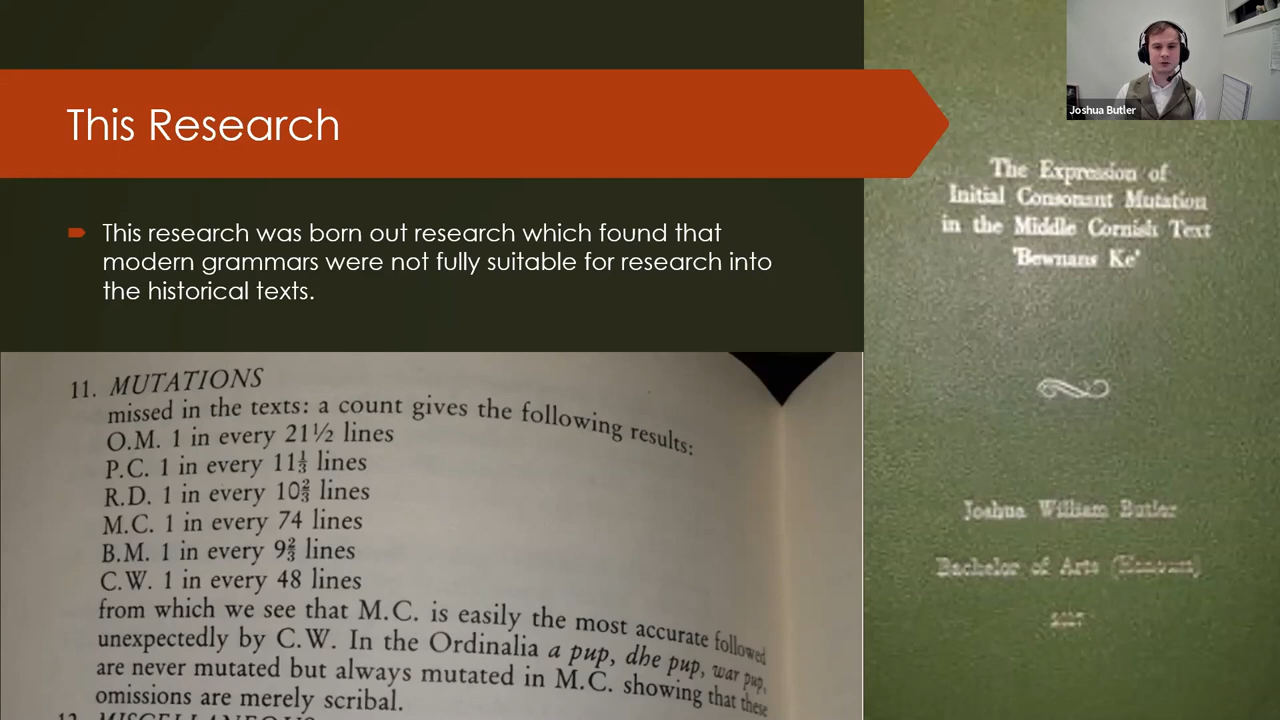 This Research
This research was born out research which found that
modern grammars were not fully suitable for research into
the historical texts.
11. MUTATIONS
missed in the texts: a count gives the following results:
O.M. 1 in every 21½ lines
P.C. 1 in every 11⅓ lines
R.D. 1 in every 10⅔ lines
M.C. 1 in every 74 lines
B.M. 1 in every 9⅔ lines
C.W. 1 in every 48 lines
from which we see that M.C. is easily the most accurate followed
unexpectedly by C.W. In the Ordinalia a pup, dhe pup, war pup,
are never mutated but always mutated in M.C. showing that these
omissions are merely scribal.
MISCELLANEOUS
Joshua Butler
The Expression of
Initial Consonant Mutation
in the Middle Cornish Text
'Bewnans Ke'
Joshua William Butler
Bachelor of Arts (Honours)